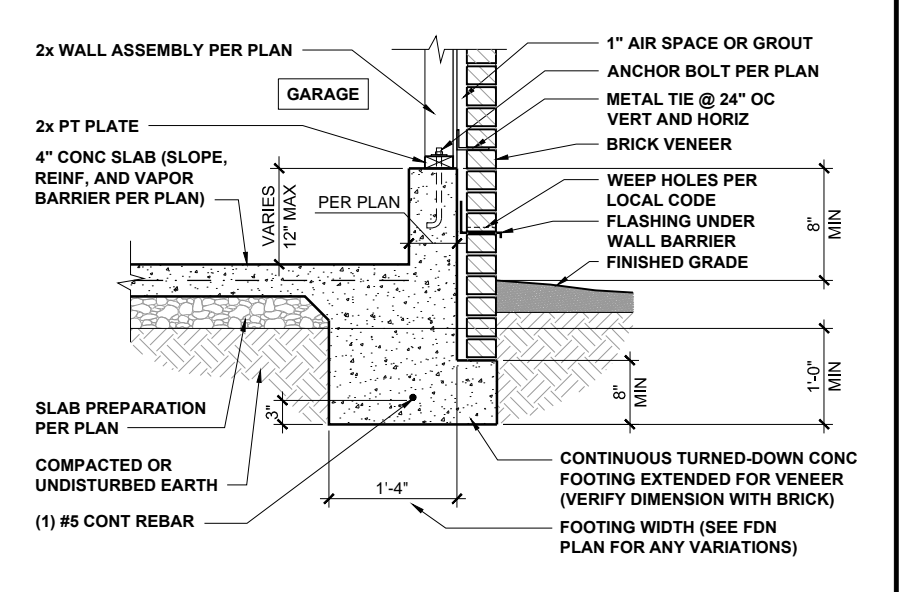 2x WALL ASSEMBLY PER PLAN
GARAGE
2x PT PLATE
4" CONC SLAB (SLOPE,
REINF, AND VAPOR
BARRIER PER PLAN)
VARIES
12" MAX
PER PLAN
1" AIR SPACE OR GROUT
ANCHOR BOLT PER PLAN
METAL TIE @ 24" OC
VERT AND HORIZ
BRICK VENEER
WEEP HOLES PER
LOCAL CODE
FLASHING UNDER
WALL BARRIER
FINISHED GRADE
8"
MIN
1'-0"
MIN
8"
MIN
3"
SLAB PREPARATION
PER PLAN
COMPACTED OR
UNDISTURBED EARTH
(1) #5 CONT REBAR
1'-4"
CONTINUOUS TURNED-DOWN CONC
FOOTING EXTENDED FOR VENEER
(VERIFY DIMENSION WITH BRICK)
FOOTING WIDTH (SEE FDN
PLAN FOR ANY VARIATIONS)